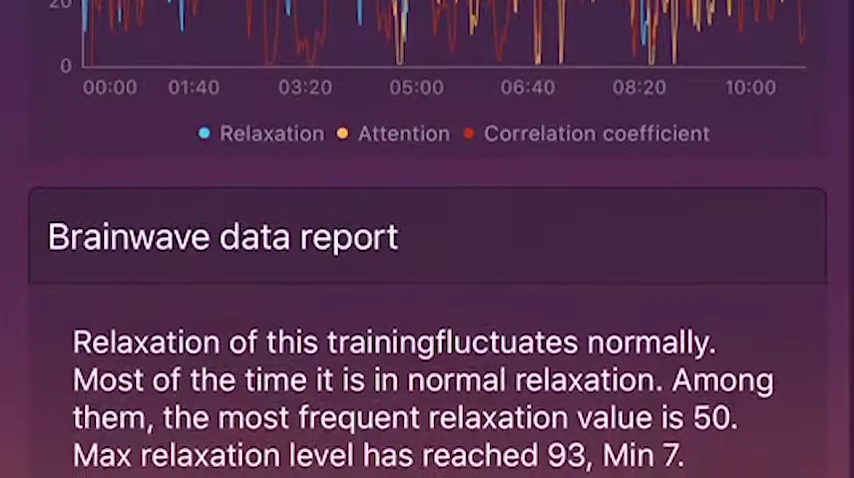 20
0
00:00 01:40 03:20 05:00 06:40 08:20 10:00
Relaxation Attention Correlation coefficient
Brainwave data report
Relaxation of this trainingfluctuates normally.
Most of the time it is in normal relaxation. Among
them, the most frequent relaxation value is 50.
Max relaxation level has reached 93, Min 7.